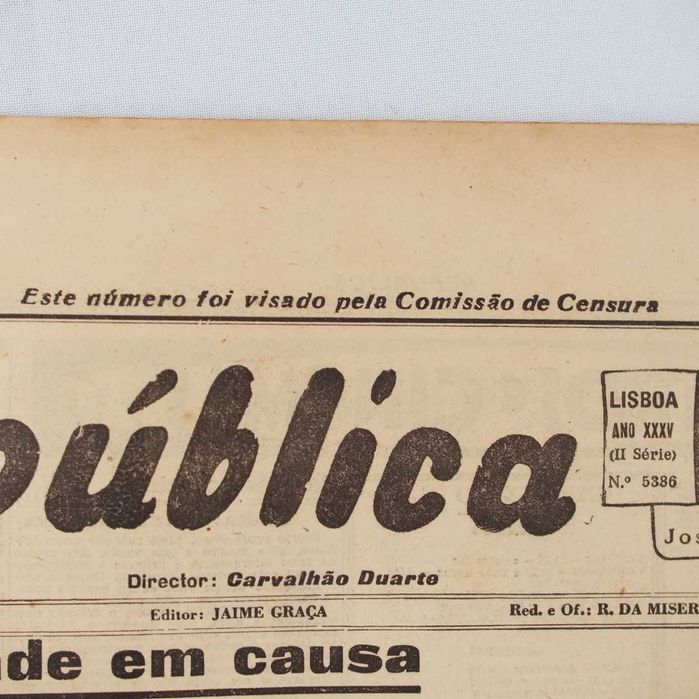 Este número foi visado pela Comissão de Censura
pública
LISBOA
ANO XXXV
(II Série)
N.º 5386
Jos
Director: Carvalhão Duarte
Editor: JAIME GRAÇA
Red. e Of.: R. DA MISER
de em causa